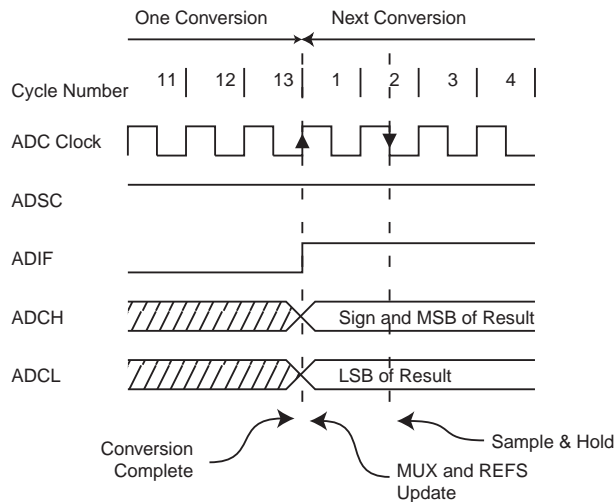 One Conversion
Next Conversion
Cycle Number
11
12
13
1
2
3
4
ADC Clock
ADSC
ADIF
ADCH
Sign and MSB of Result
ADCL
LSB of Result
Conversion
Complete
MUX and REFS
Update
Sample & Hold